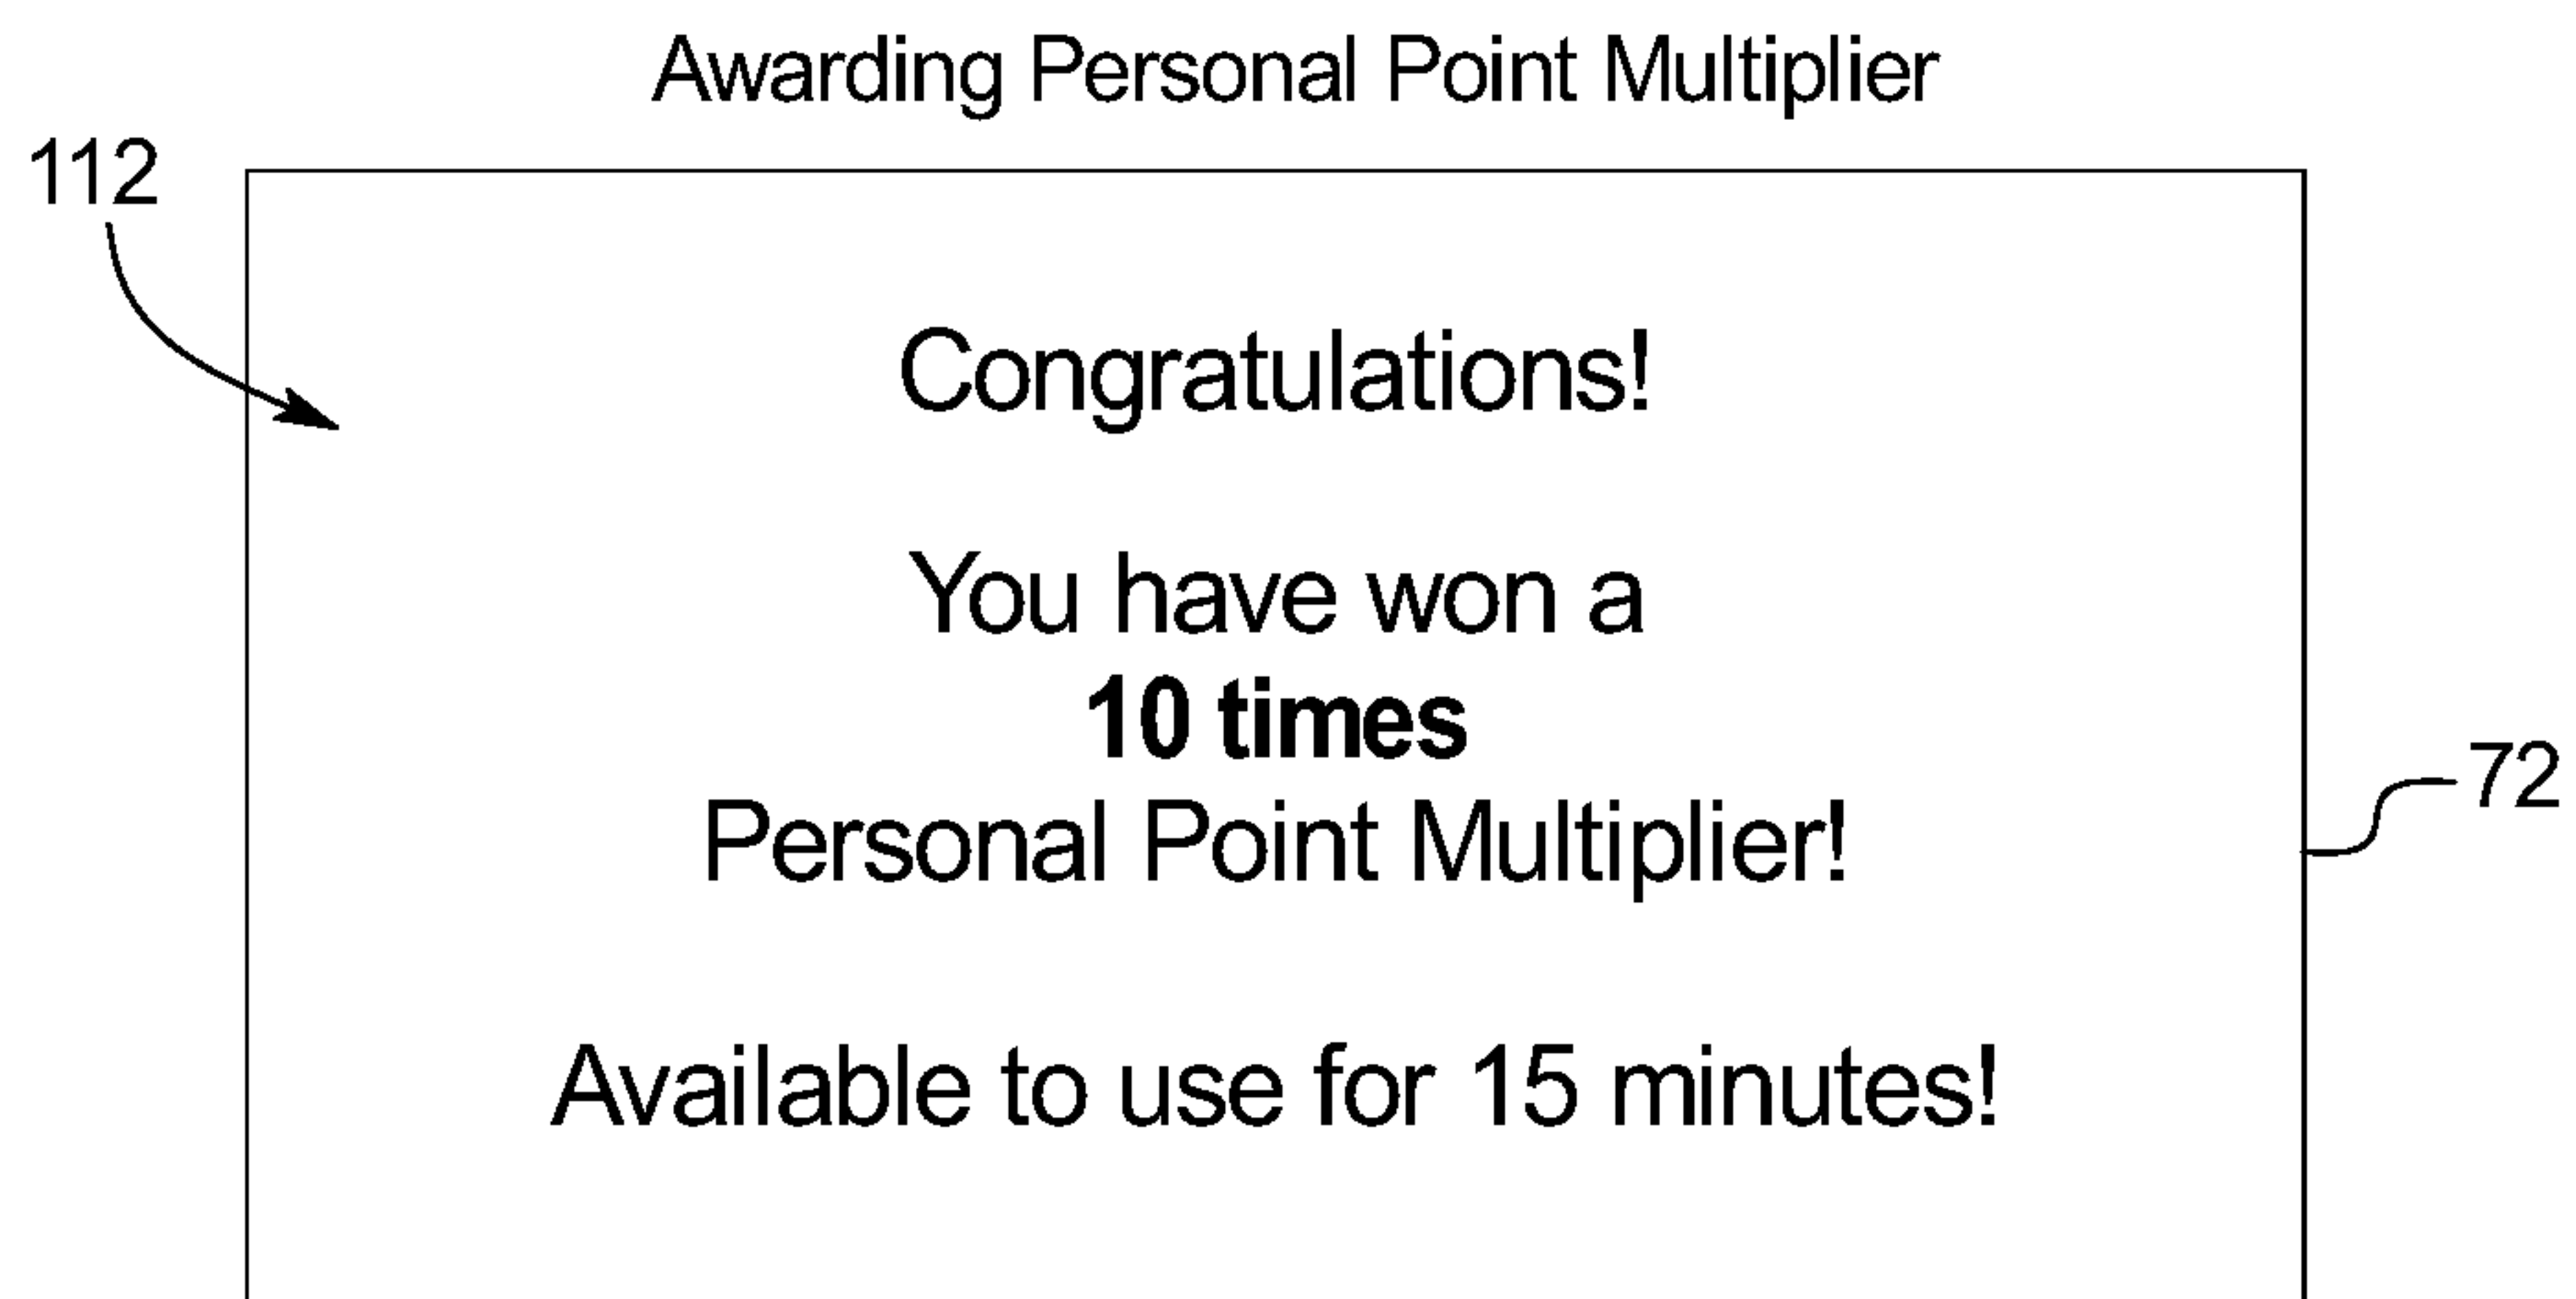 Awarding Personal Point Multiplier
112
Congratulations!
You have won a
10 times
Personal Point Multiplier!
72
Available to use for 15 minutes!